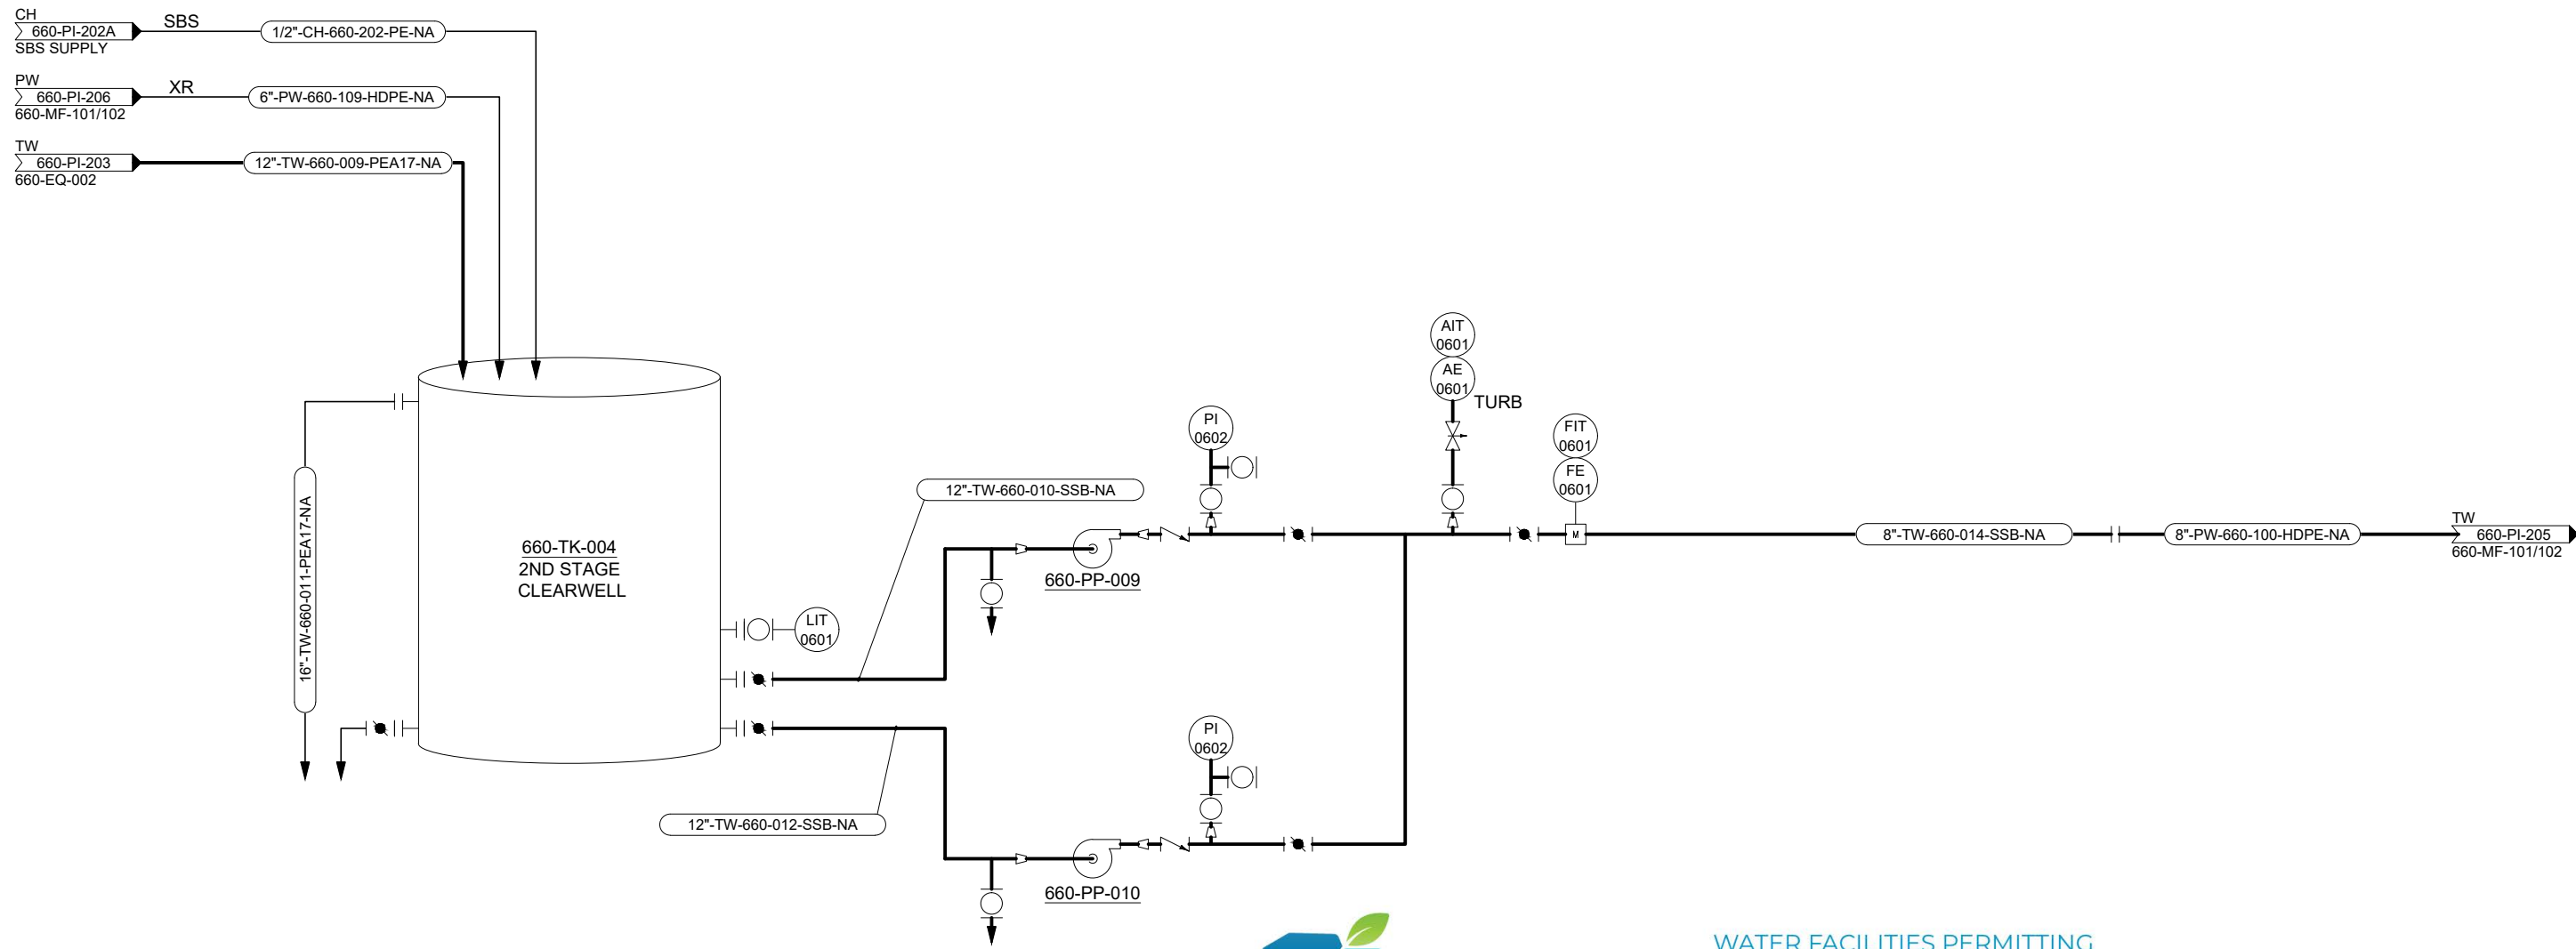 CH
660-PI-202A
SBS SUPPLY
SBS
1/2"-CH-660-202-PE-NA
PW
660-PI-206
660-MF-101/102
XR
6"-PW-660-109-HDPE-NA
TW
660-PI-203
660-EQ-002
12"-TW-660-009-PEA17-NA
16"-TW-660-011-PEA17-NA
660-TK-004
2ND STAGE
CLEARWELL
LIT
0601
12"-TW-660-010-SSB-NA
12"-TW-660-012-SSB-NA
660-PP-009
660-PP-010
PI
0602
PI
0602
AIT
0601
AE
0601
TURB
FIT
0601
FE
0601
M
8"-TW-660-014-SSB-NA
8"-PW-660-100-HDPE-NA
TW
660-PI-205
660-MF-101/102
WATER FACILITIES PERMITTING